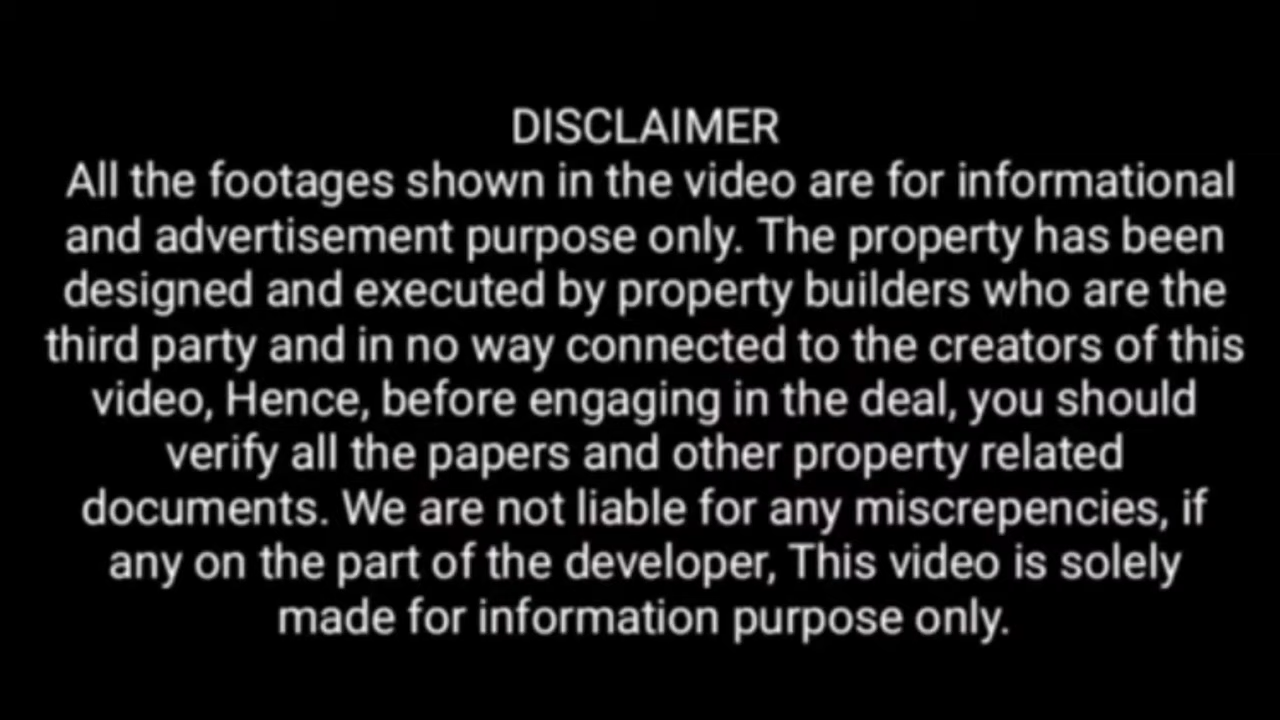 DISCLAIMER
All the footages shown in the video are for informational
and advertisement purpose only. The property has been
designed and executed by property builders who are the
third party and in no way connected to the creators of this
video, Hence, before engaging in the deal, you should
verify all the papers and other property related
documents. We are not liable for any miscrepencies, if
any on the part of the developer, This video is solely
made for information purpose only.